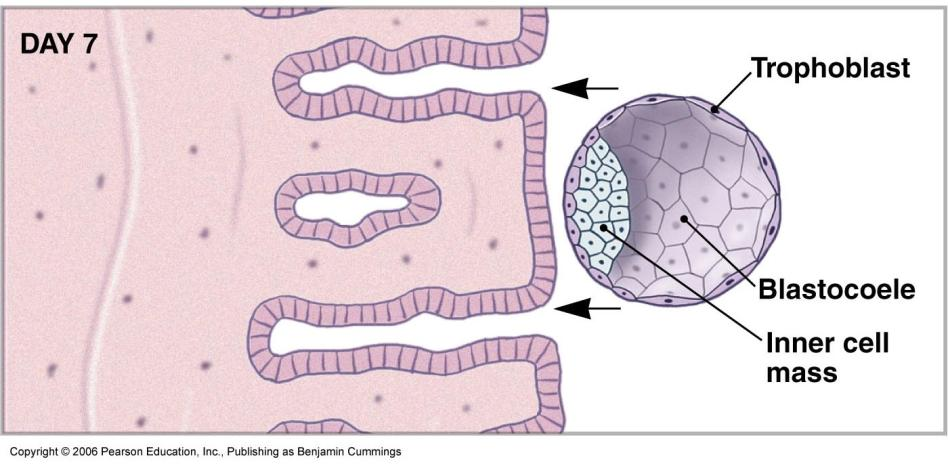 DAY 7
Trophoblast
Blastocoele
Inner cell
mass
Copyright © 2006 Pearson Education, Inc., Publishing as Benjamin Cummings